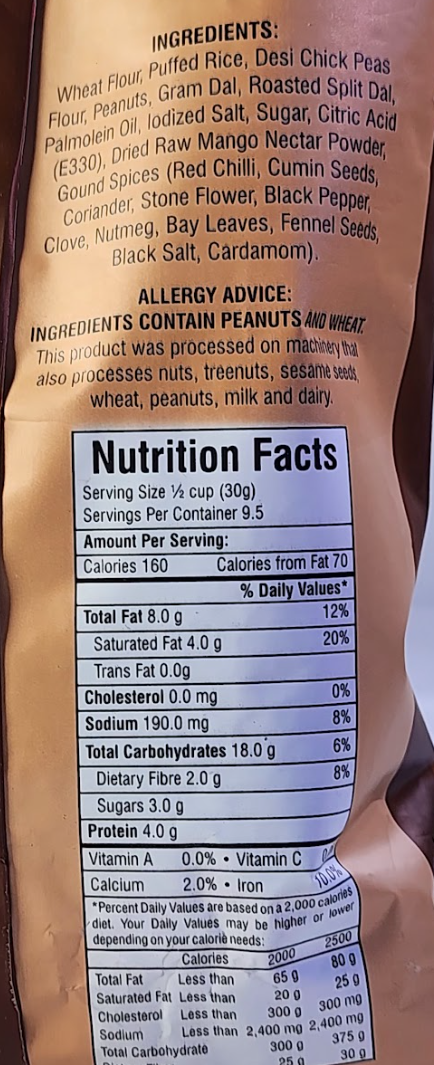 INGREDIENTS:
Wheat Flour, Puffed Rice, Desi Chick Peas
Flour, Peanuts, Gram Dal, Roasted Split Dal,
Palmolein Oil, Iodized Salt, Sugar, Citric Acid
(E330), Dried Raw Mango Nectar Powder,
Gound Spices (Red Chilli, Cumin Seeds,
Coriander, Stone Flower, Black Pepper,
Clove, Nutmeg, Bay Leaves, Fennel Seeds,
Black Salt, Cardamom).
ALLERGY ADVICE:
INGREDIENTS CONTAIN PEANUTS AND WHEAT.
This product was processed on machinery that
also processes nuts, treenuts, sesame seeds,
wheat, peanuts, milk and dairy.
Nutrition Facts
Serving Size ½ cup (30g)
Servings Per Container 9.5
Amount Per Serving:
Calories 160 Calories from Fat 70
% Daily Values*
Total Fat 8.0 g 12%
Saturated Fat 4.0 g 20%
Trans Fat 0.0g
Cholesterol 0.0 mg 0%
Sodium 190.0 mg 8%
Total Carbohydrates 18.0 g 6%
Dietary Fibre 2.0 g 8%
Sugars 3.0 g
Protein 4.0 g
Vitamin A 0.0% • Vitamin C
Calcium 2.0% • Iron 10.0%
*Percent Daily Values are based on a 2,000 calories
diet. Your Daily Values may be higher or lower
depending on your calorie needs:
Calories 2000 2500
Total Fat Less than 65 g 80 g
Saturated Fat Less than 20 g 25 g
Cholesterol Less than 300 g 300 mg
Sodium Less than 2,400 mg 2,400 mg
Total Carbohydrate 300 g 375 g
25 g 30 g